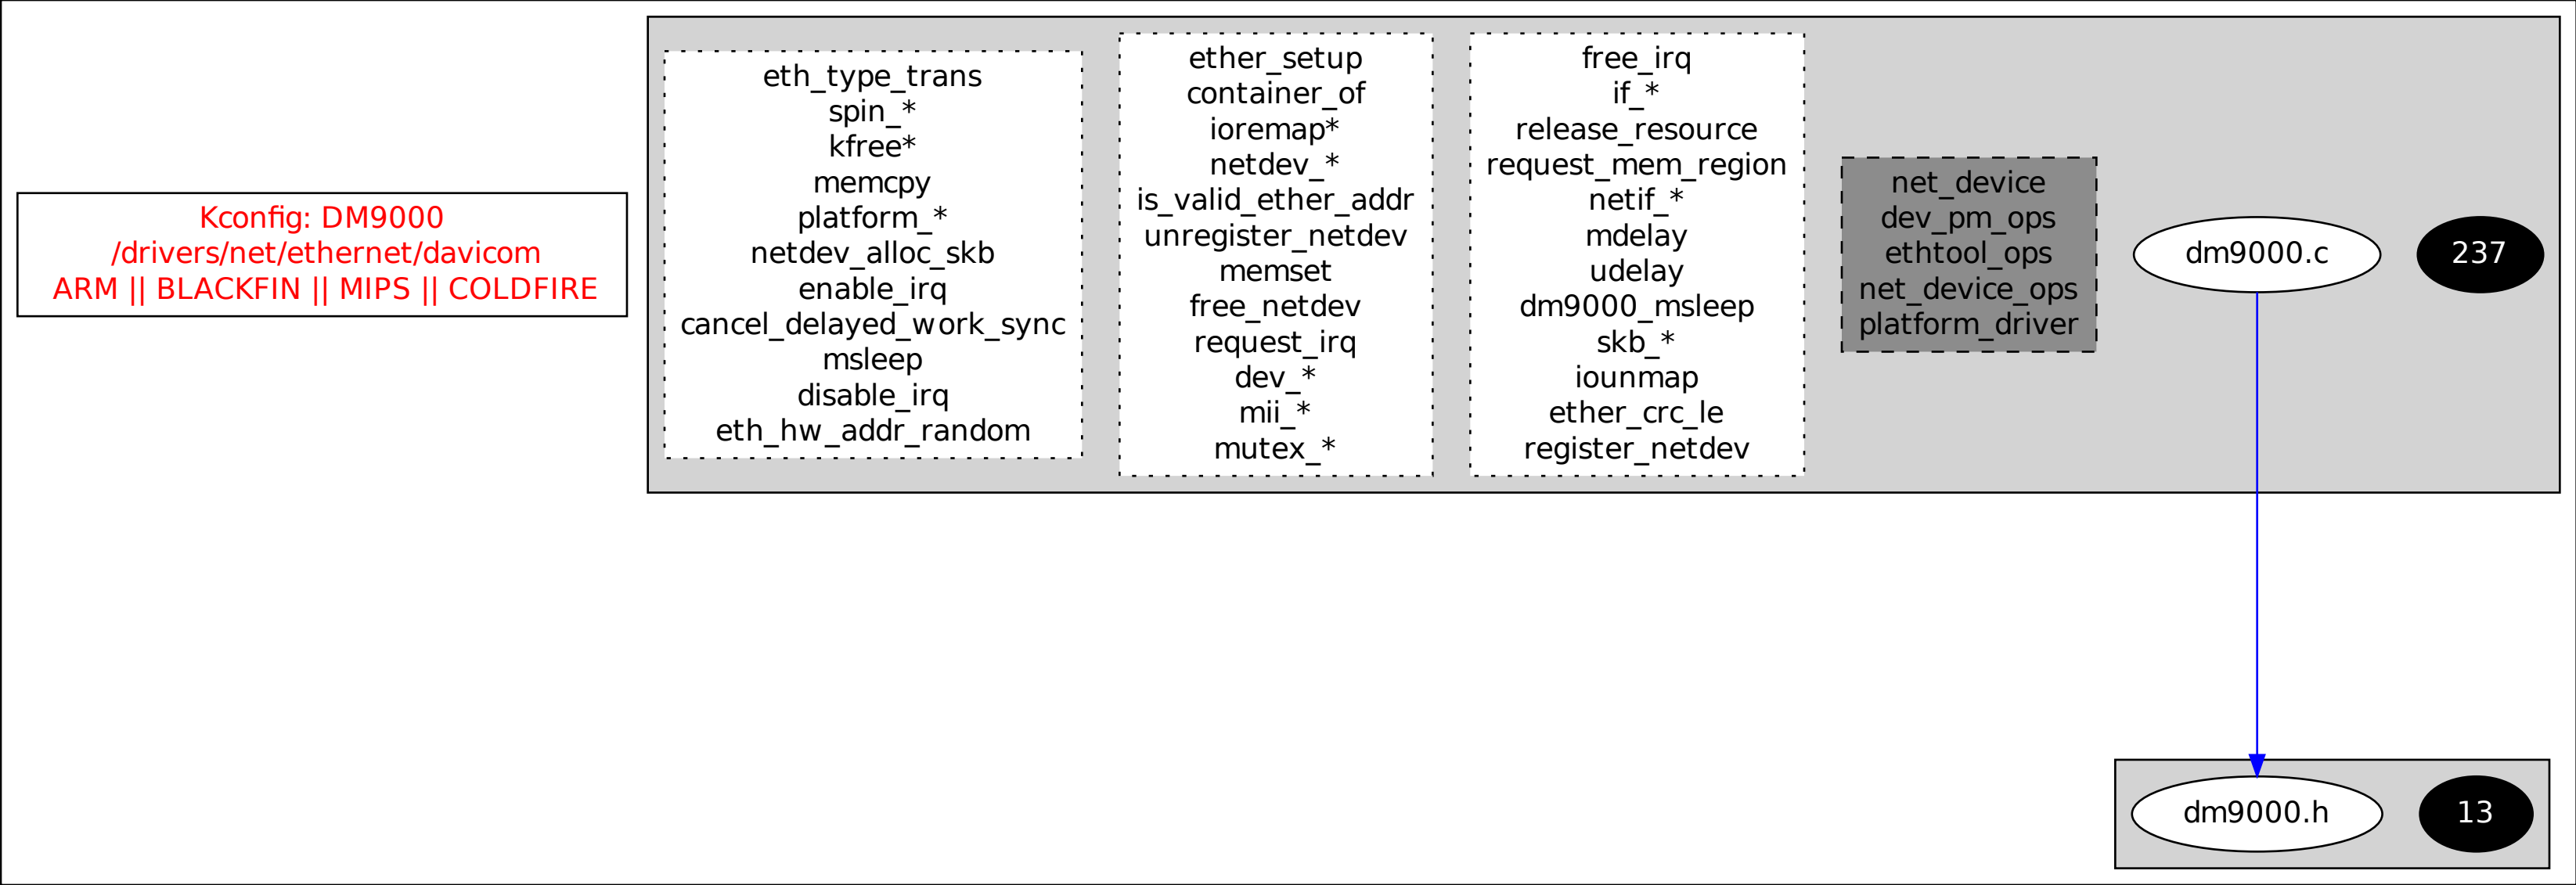 Kconfig: DM9000
/drivers/net/ethernet/davicom
ARM || BLACKFIN || MIPS || COLDFIRE
eth_type_trans
spin_*
kfree*
memcpy
platform_*
netdev_alloc_skb
enable_irq
cancel_delayed_work_sync
msleep
disable_irq
eth_hw_addr_random
ether_setup
container_of
ioremap*
netdev_*
is_valid_ether_addr
unregister_netdev
memset
free_netdev
request_irq
dev_*
mii_*
mutex_*
free_irq
if_*
release_resource
request_mem_region
netif_*
mdelay
udelay
dm9000_msleep
skb_*
iounmap
ether_crc_le
register_netdev
net_device
dev_pm_ops
ethtool_ops
net_device_ops
platform_driver
dm9000.c
237
dm9000.h
13